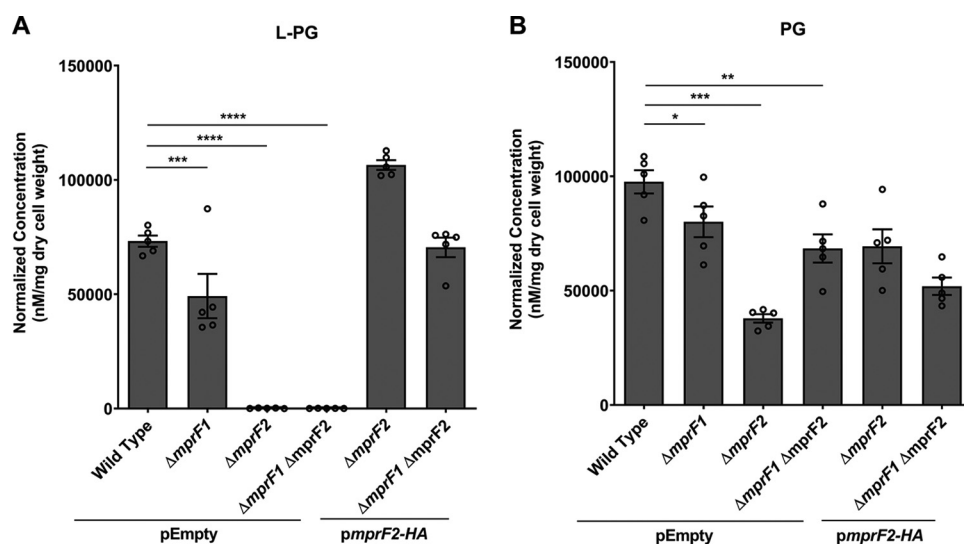 A
L-PG
Normalized Concentration
(nM/mg dry cell weight)
150000
100000
50000
0
****
****
***
Wild Type
ΔmprF1
ΔmprF2
ΔmprF1 ΔmprF2
ΔmprF2
ΔmprF1 ΔmprF2
pEmpty
pmprF2-HA
B
PG
Normalized Concentration
(nM/mg dry cell weight)
150000
100000
50000
0
**
***
*
Wild Type
ΔmprF1
ΔmprF2
ΔmprF1 ΔmprF2
ΔmprF2
ΔmprF1 ΔmprF2
pEmpty
pmprF2-HA